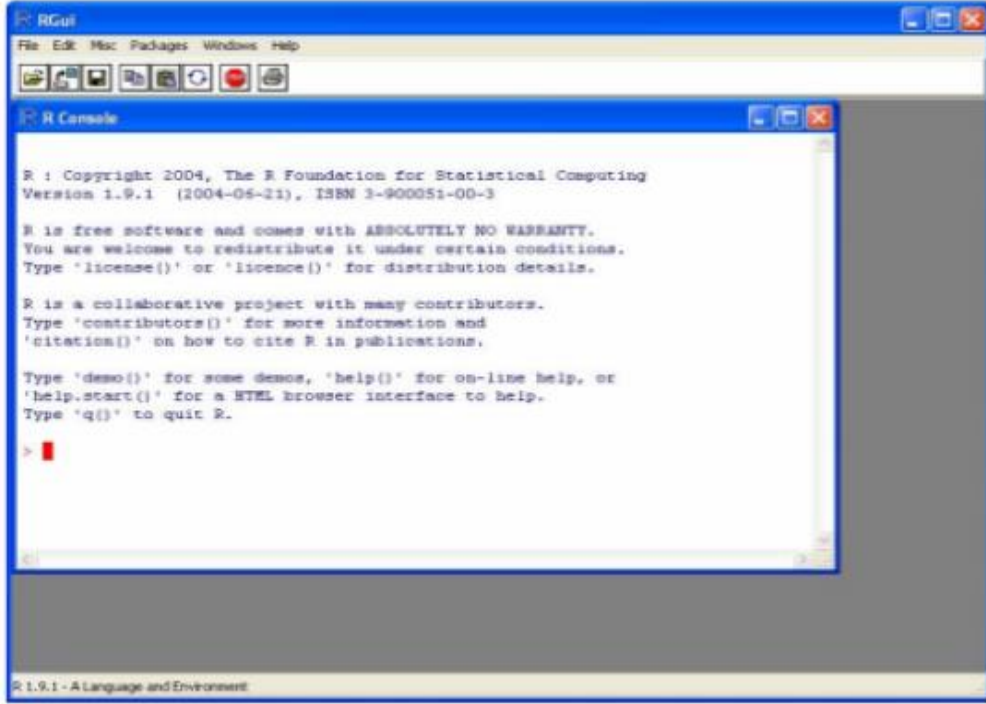 RGui
File Edit Misc Packages Windows Help
R Console
R : Copyright 2004, The R Foundation for Statistical Computing
Version 1.9.1 (2004-06-21), ISBN 3-900051-00-3
R is free software and comes with ABSOLUTELY NO WARRANTY.
You are welcome to redistribute it under certain conditions.
Type 'license()' or 'licence()' for distribution details.
R is a collaborative project with many contributors.
Type 'contributors()' for more information and
'citation()' on how to cite R in publications.
Type 'demo()' for some demos, 'help()' for on-line help, or
'help.start()' for a HTML browser interface to help.
Type 'q()' to quit R.
>
R 1.9.1 - A Language and Environment